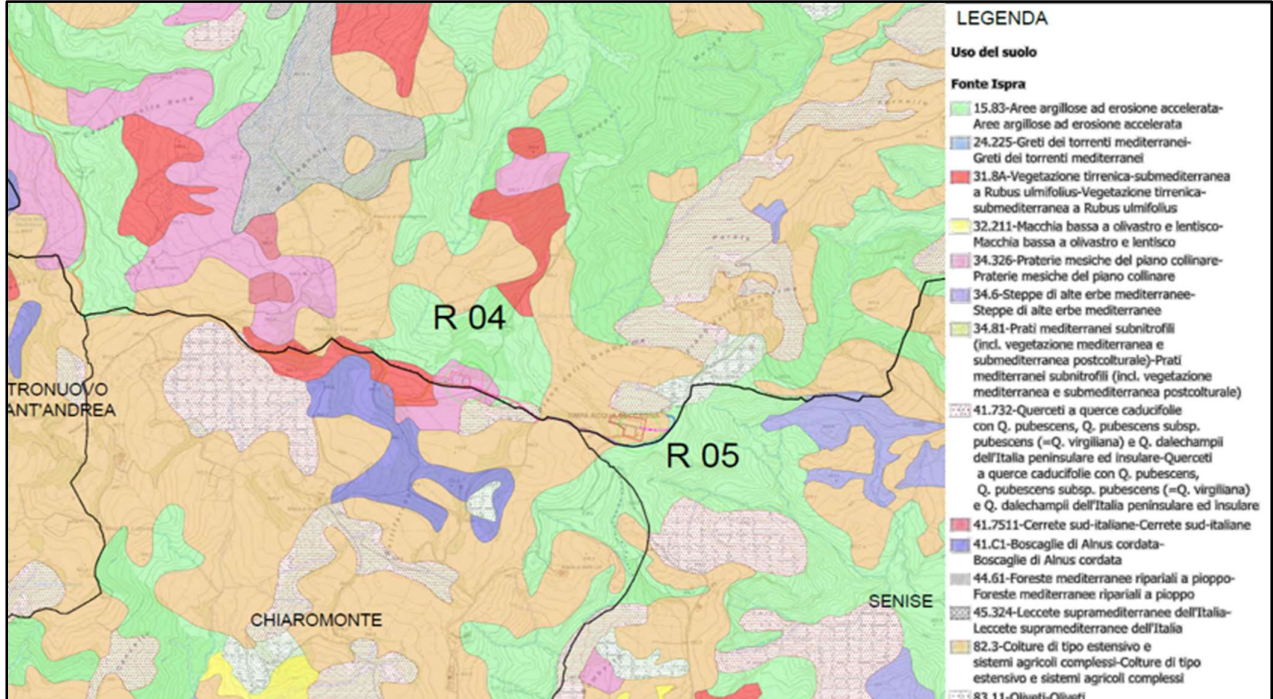 LEGENDA
Uso del suolo
Fonte Ispra
15.83-Aree argillose ad erosione accelerata-
Aree argillose ad erosione accelerata
24.225-Greti dei torrenti mediterranei-
Greti dei torrenti mediterranei
31.8A-Vegetazione tirrenica-submediterranea
a Rubus ulmifolius-Vegetazione tirrenica-
submediterranea a Rubus ulmifolius
32.211-Macchia bassa a olivastro e lentisco-
Macchia bassa a olivastro e lentisco
34.326-Praterie mesiche del piano collinare-
Praterie mesiche del piano collinare
34.6-Steppe di alte erbe mediterranee-
Steppe di alte erbe mediterranee
34.81-Prati mediterranei subnitrofili
(incl. vegetazione mediterranea e
submediterranea postcolturale)-Prati
mediterranei subnitrofili (incl. vegetazione
mediterranea e submediterranea postcolturale)
41.732-Querceti a querce caducifolie
con Q. pubescens, Q. pubescens subsp.
pubescens (=Q. virgiliana) e Q. dalechampii
dell'Italia peninsulare ed insulare-Querceti
a querce caducifolie con Q. pubescens,
Q. pubescens subsp. pubescens (=Q. virgiliana)
e Q. dalechampii dell'Italia peninsulare ed insulare
41.7511-Cerrete sud-italiane-Cerrete sud-italiane
41.C1-Boscaglie di Alnus cordata-
Boscaglie di Alnus cordata
44.61-Foreste mediterranee ripariali a pioppo-
Foreste mediterranee ripariali a pioppo
45.324-Leccete supramediterranee dell'Italia-
Leccete supramediterranee dell'Italia
82.3-Colture di tipo estensivo e
sistemi agricoli complessi-Colture di tipo
estensivo e sistemi agricoli complessi
83.11-Oliveti-Oliveti
R 04
TRONUOVO
ANT'ANDREA
R 05
SENISE
CHIAROMONTE